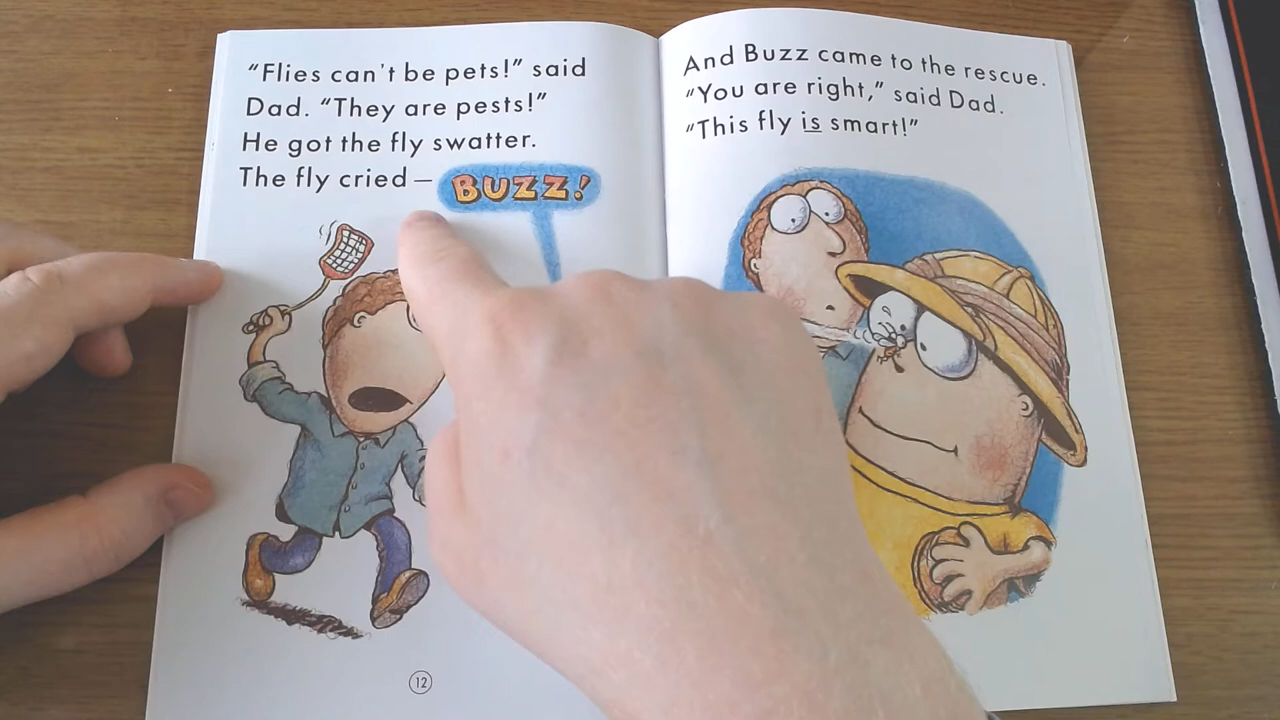 “Flies can’t be pets!” said
Dad. “They are pests!”
He got the fly swatter.
The fly cried — BUZZ!
12
And Buzz came to the rescue.
“You are right,” said Dad.
“This fly is smart!”